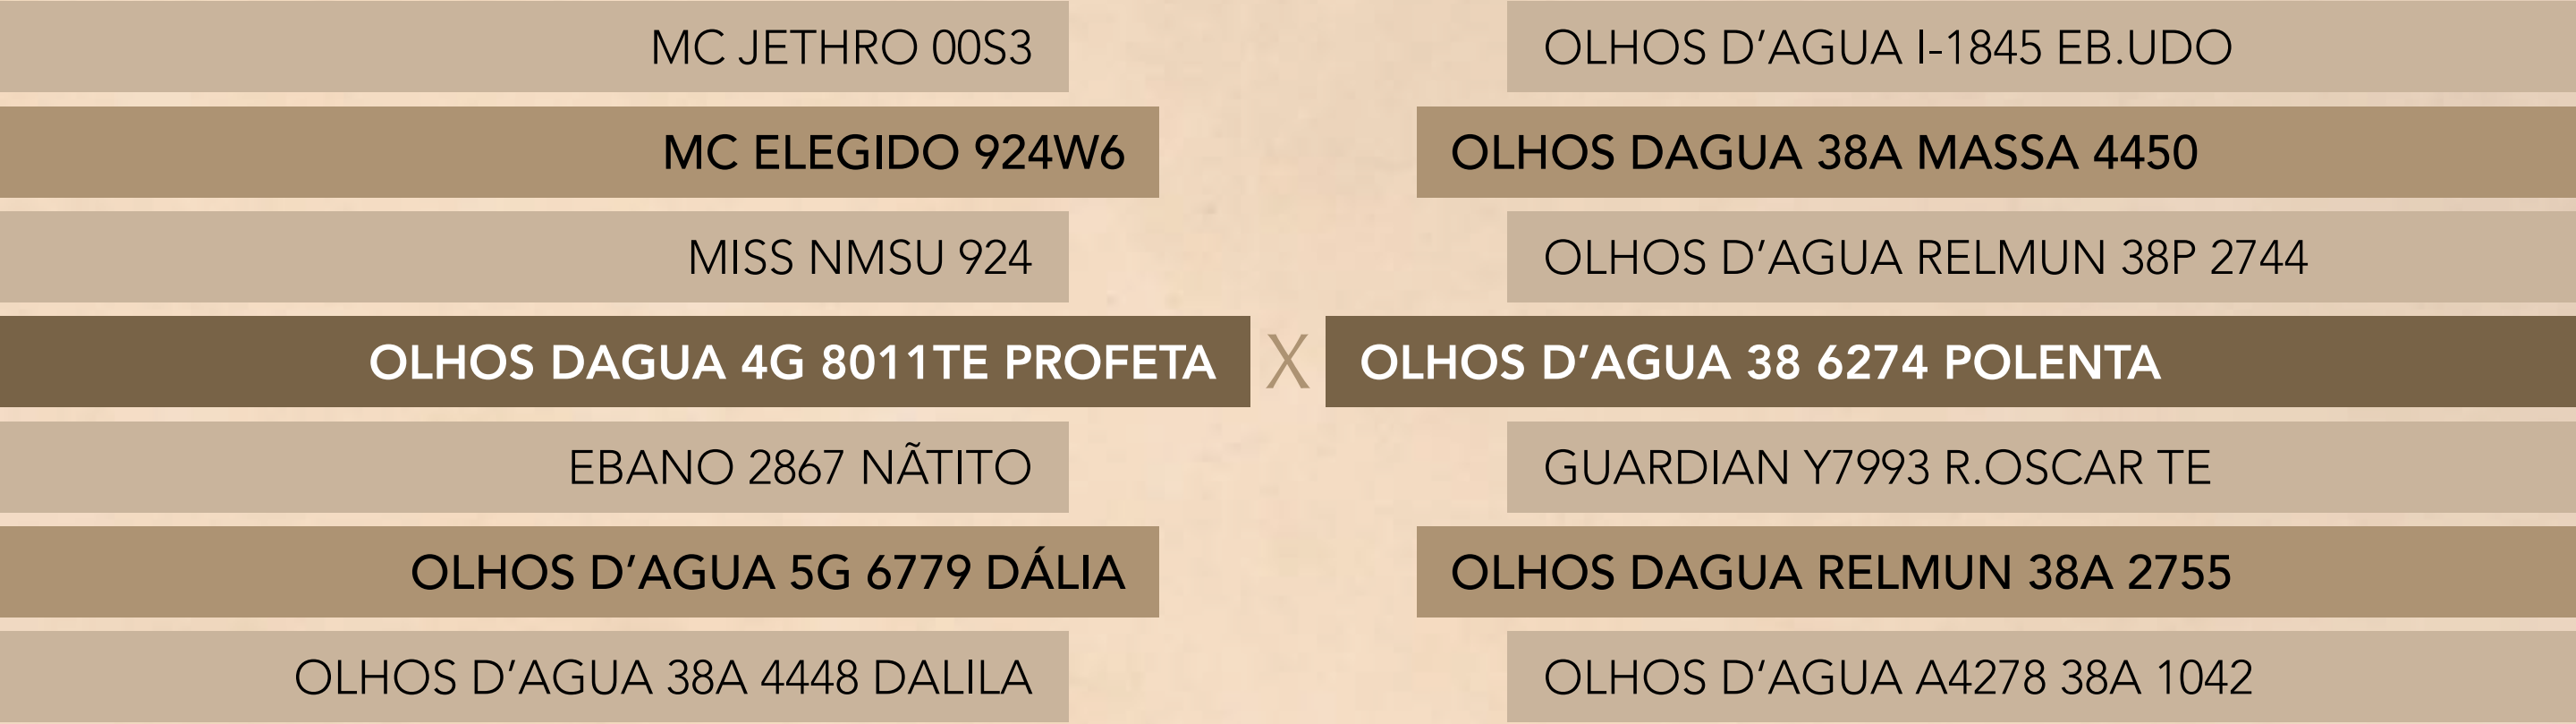 MC JETHRO 00S3
MC ELEGIDO 924W6
MISS NMSU 924
OLHOS DAGUA 4G 8011TE PROFETA
EBANO 2867 NÃTITO
OLHOS D’AGUA 5G 6779 DÁLIA
OLHOS D’AGUA 38A 4448 DALILA
X
OLHOS D’AGUA I-1845 EB.UDO
OLHOS DAGUA 38A MASSA 4450
OLHOS D’AGUA RELMUN 38P 2744
OLHOS D’AGUA 38 6274 POLENTA
GUARDIAN Y7993 R.OSCAR TE
OLHOS DAGUA RELMUN 38A 2755
OLHOS D’AGUA A4278 38A 1042